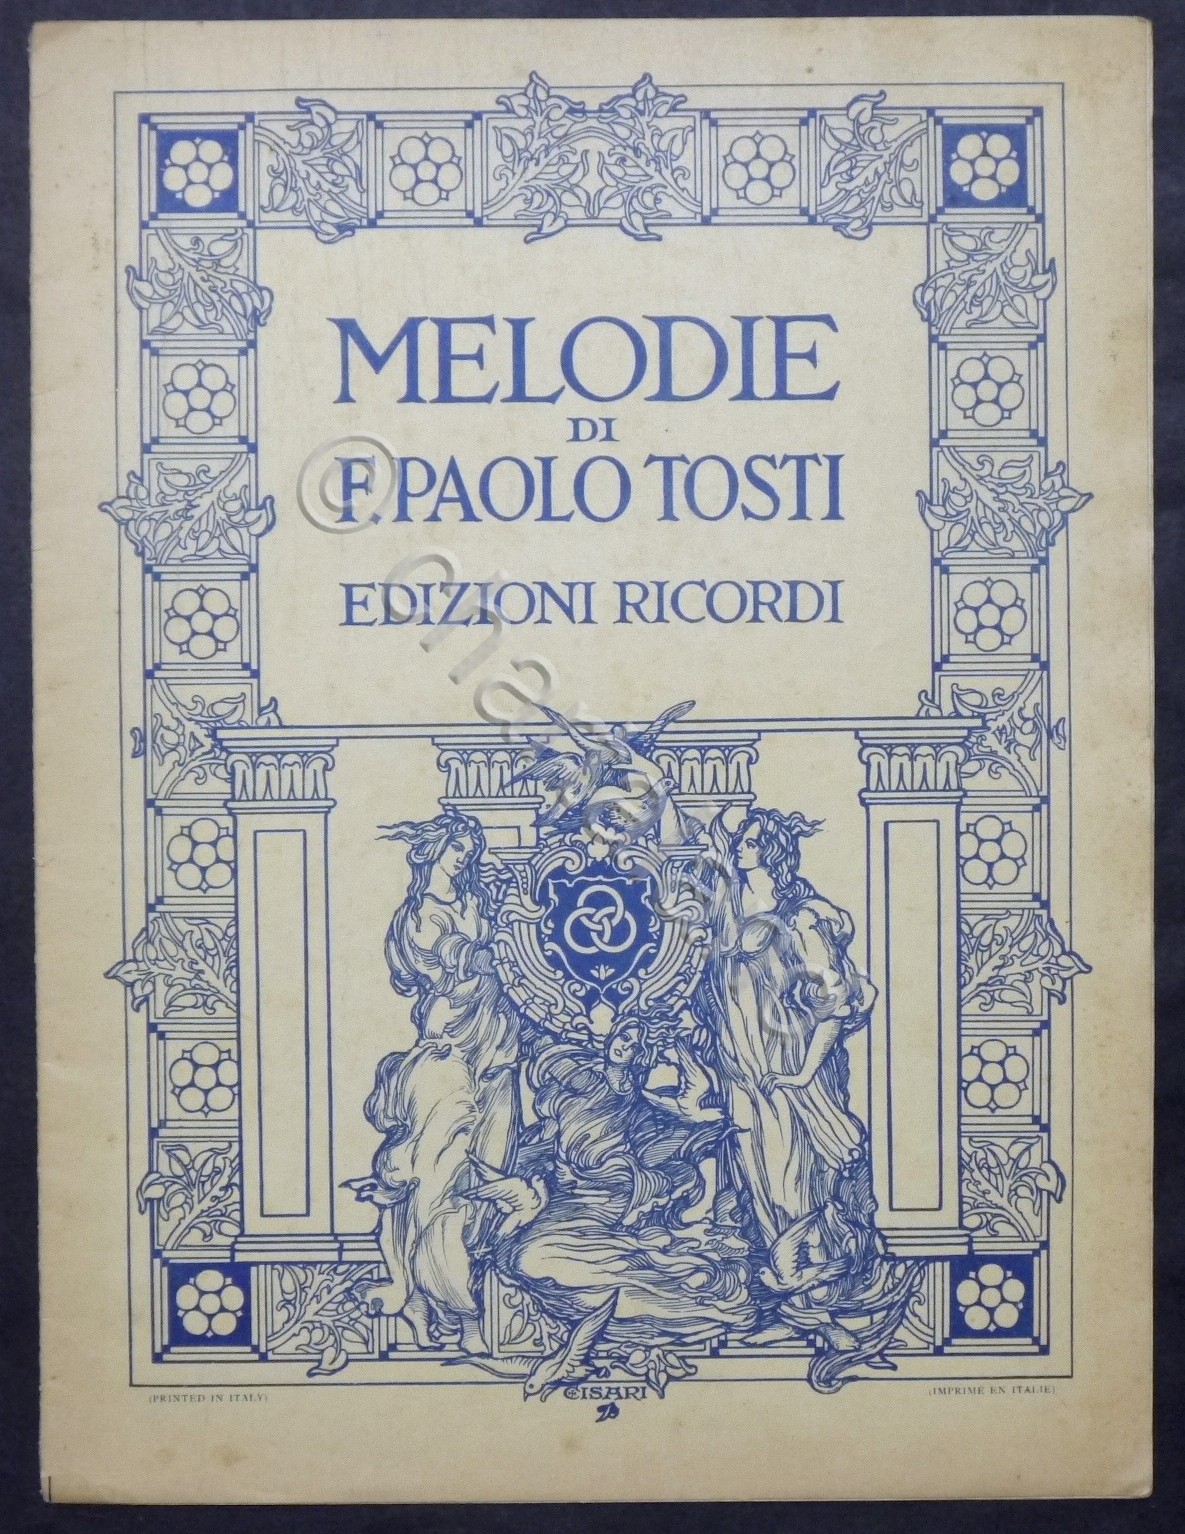 MELODIE
DI
F. PAOLO TOSTI
EDIZIONI RICORDI
(PRINTED IN ITALY)
CISARI
(IMPRIMÉ EN ITALIE)